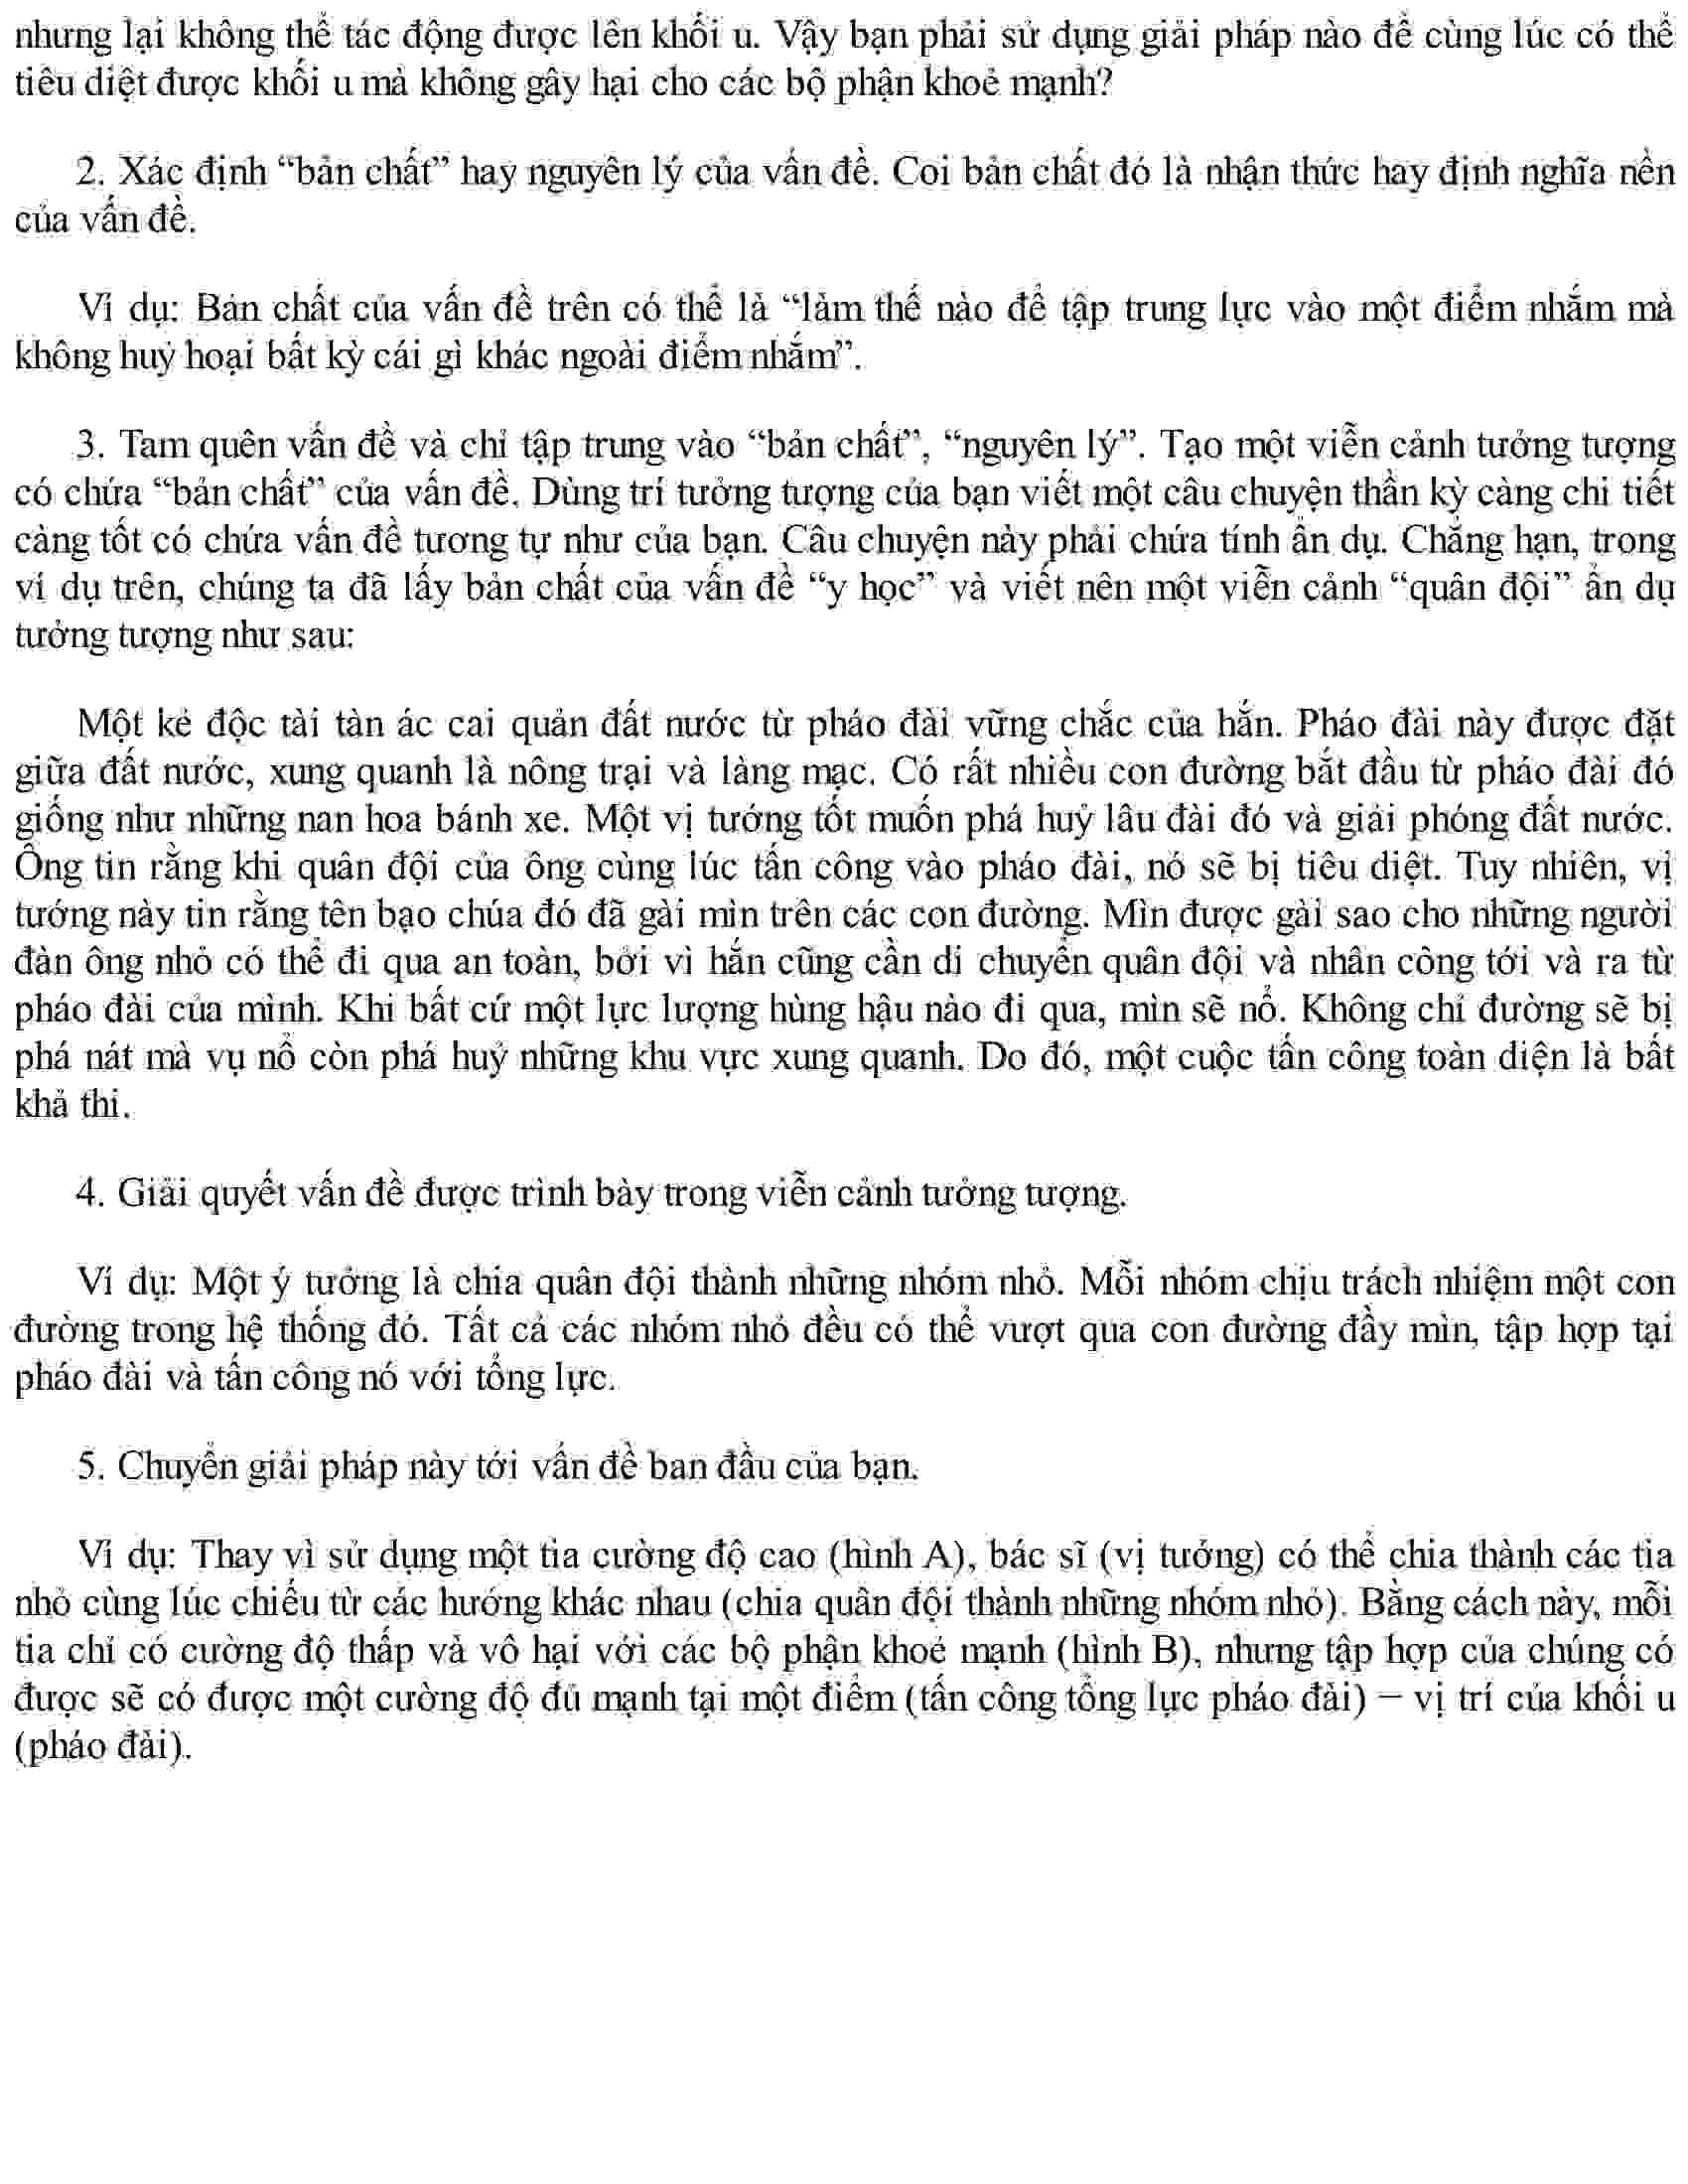 nhưng lại không thể tác động được lên khối u. Vậy bạn phải sử dụng giải pháp nào để cùng lúc có thể
tiêu diệt được khối u mà không gây hại cho các bộ phận khoẻ mạnh?
2. Xác định “bản chất” hay nguyên lý của vấn đề. Coi bản chất đó là nhận thức hay định nghĩa nền
của vấn đề.
Ví dụ: Bản chất của vấn đề trên có thể là “làm thế nào để tập trung lực vào một điểm nhắm mà
không huỷ hoại bất kỳ cái gì khác ngoài điểm nhắm”.
3. Tam quên vấn đề và chỉ tập trung vào “bản chất”, “nguyên lý”. Tạo một viễn cảnh tưởng tượng
có chứa “bản chất” của vấn đề. Dùng trí tưởng tượng của bạn viết một câu chuyện thần kỳ càng chi tiết
càng tốt có chứa vấn đề tương tự như của bạn. Câu chuyện này phải chứa tính ẩn dụ. Chẳng hạn, trong
ví dụ trên, chúng ta đã lấy bản chất của vấn đề “y học” và viết nên một viễn cảnh “quân đội” ẩn dụ
tưởng tượng như sau:
Một kẻ độc tài tàn ác cai quản đất nước từ pháo đài vững chắc của hắn. Pháo đài này được đặt
giữa đất nước, xung quanh là nông trại và làng mạc. Có rất nhiều con đường bắt đầu từ pháo đài đó
giống như những nan hoa bánh xe. Một vị tướng tốt muốn phá huỷ lâu đài đó và giải phóng đất nước.
Ông tin rằng khi quân đội của ông cùng lúc tấn công vào pháo đài, nó sẽ bị tiêu diệt. Tuy nhiên, vị
tướng này tin rằng tên bạo chúa đó đã gài mìn trên các con đường. Mìn được gài sao cho những người
đàn ông nhỏ có thể đi qua an toàn, bởi vì hắn cũng cần di chuyển quân đội và nhân công tới và ra từ
pháo đài của mình. Khi bất cứ một lực lượng hùng hậu nào đi qua, mìn sẽ nổ. Không chỉ đường sẽ bị
phá nát mà vụ nổ còn phá huỷ những khu vực xung quanh. Do đó, một cuộc tấn công toàn diện là bất
khả thi.
4. Giải quyết vấn đề được trình bày trong viễn cảnh tưởng tượng.
Ví dụ: Một ý tưởng là chia quân đội thành những nhóm nhỏ. Mỗi nhóm chịu trách nhiệm một con
đường trong hệ thống đó. Tất cả các nhóm nhỏ đều có thể vượt qua con đường đầy mìn, tập hợp tại
pháo đài và tấn công nó với tổng lực.
5. Chuyển giải pháp này tới vấn đề ban đầu của bạn.
Ví dụ: Thay vì sử dụng một tia cường độ cao (hình A), bác sĩ (vị tướng) có thể chia thành các tia
nhỏ cùng lúc chiếu từ các hướng khác nhau (chia quân đội thành những nhóm nhỏ). Bằng cách này, mỗi
tia chỉ có cường độ thấp và vô hại với các bộ phận khoẻ mạnh (hình B), nhưng tập hợp của chúng có
được sẽ có được một cường độ đủ mạnh tại một điểm (tấn công tổng lực pháo đài) – vị trí của khối u
(pháo đài).